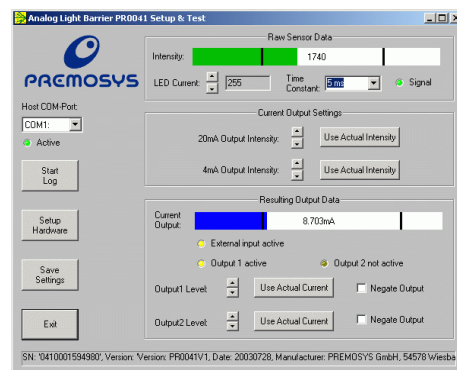 Analog Light Barrier PR0041 Setup & Test
PREMOSYS
Host COM-Port:
COM1:
Active
Start
Log
Setup
Hardware
Save
Settings
Exit
Raw Sensor Data
Intensity:
1740
LED Current:
255
Time
Constant:
5 ms
Signal
Current Output Settings
20mA Output Intensity:
Use Actual Intensity
4mA Output Intensity:
Use Actual Intensity
Resulting Output Data
Current
Output:
8.703mA
External input active
Output 1 active
Output 2 not active
Output1 Level:
Use Actual Current
Negate Output
Output2 Level:
Use Actual Current
Negate Output
SN: '0410001594980', Version: 'Version: PR0041V1, Date: 20030728, Manufacturer: PREMOSYS GmbH, 54578 Wiesba